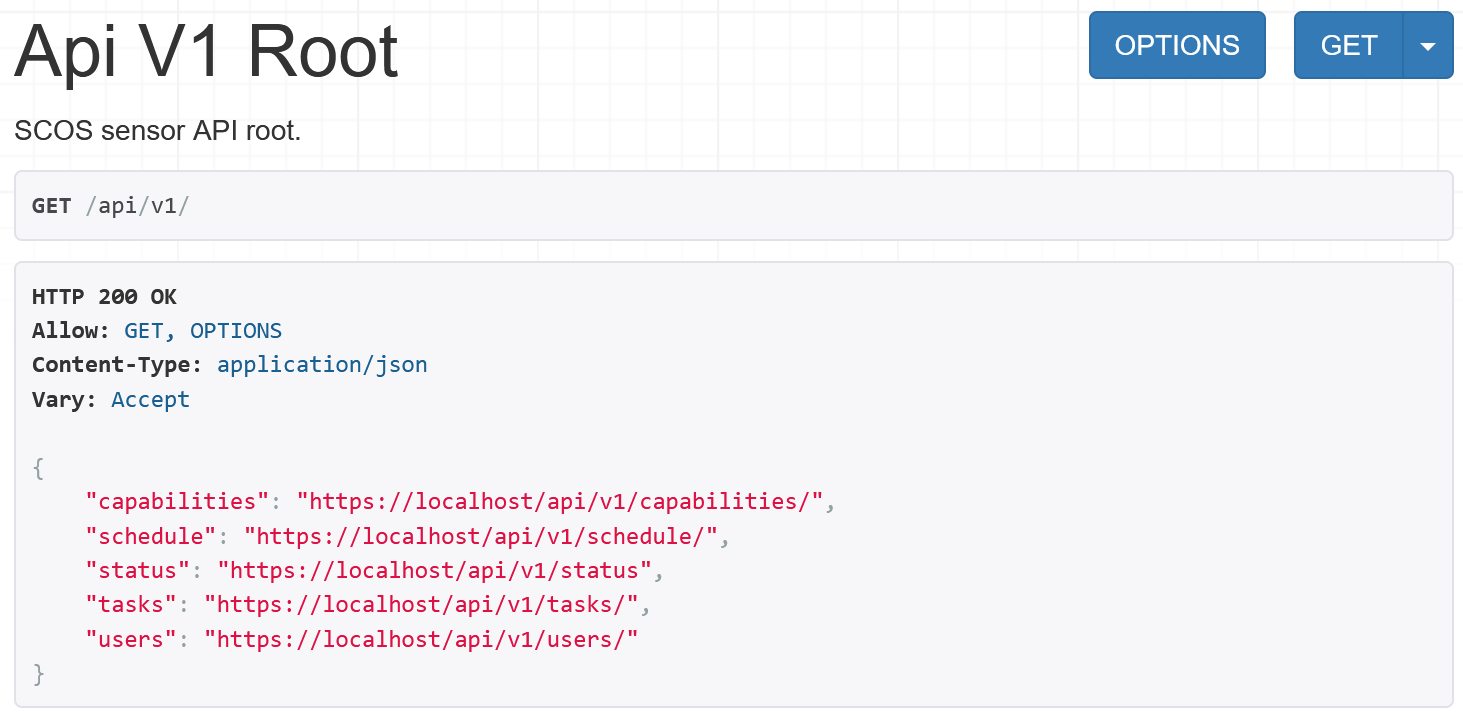 Api V1 Root
OPTIONS
GET
SCOS sensor API root.
GET /api/v1/
HTTP 200 OK
Allow: GET, OPTIONS
Content-Type: application/json
Vary: Accept
{
    "capabilities": "https://localhost/api/v1/capabilities/",
    "schedule": "https://localhost/api/v1/schedule/",
    "status": "https://localhost/api/v1/status",
    "tasks": "https://localhost/api/v1/tasks/",
    "users": "https://localhost/api/v1/users/"
}